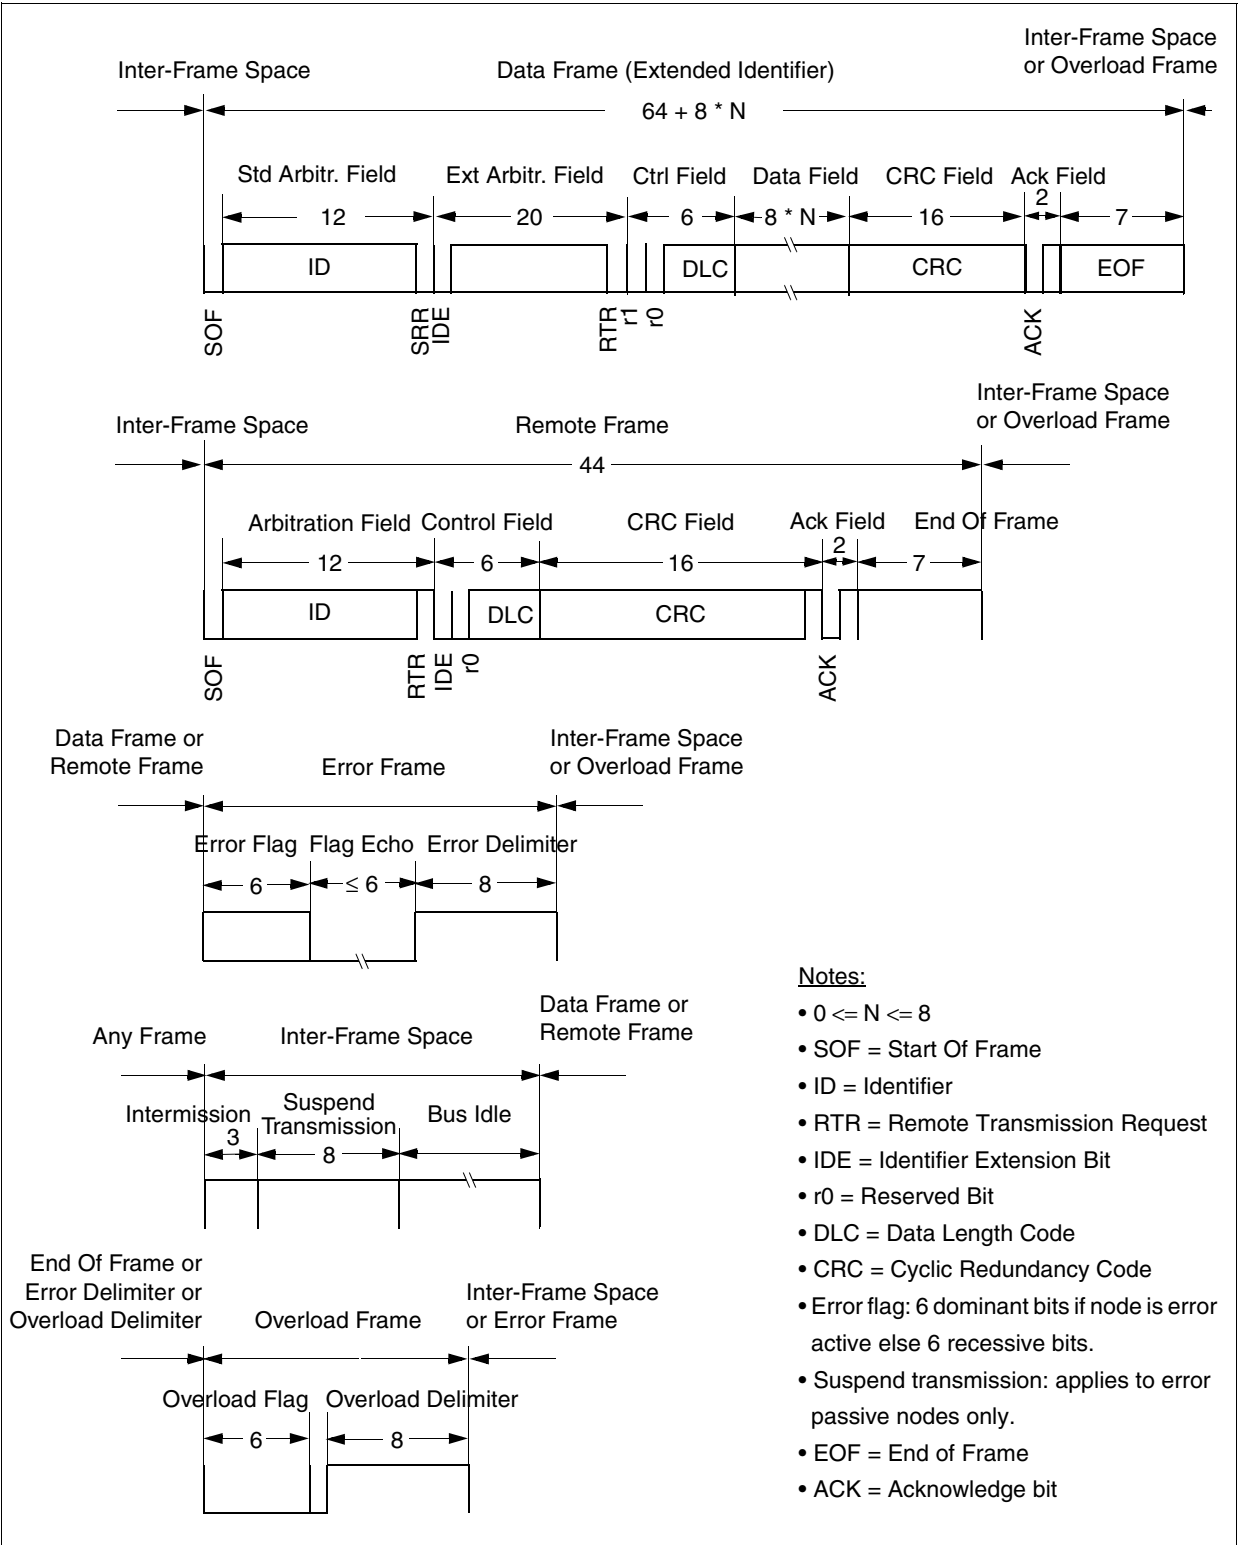 Inter-Frame Space
Data Frame (Extended Identifier)
Inter-Frame Space
or Overload Frame
64 + 8 * N
Std Arbitr. Field
Ext Arbitr. Field
Ctrl Field
Data Field
CRC Field
Ack Field
12
20
6
8 * N
16
2
7
ID
DLC
CRC
EOF
SOF
SRR
IDE
RTR
r1
r0
ACK
Inter-Frame Space
Remote Frame
Inter-Frame Space
or Overload Frame
44
Arbitration Field
Control Field
CRC Field
Ack Field
End Of Frame
12
6
16
2
7
ID
DLC
CRC
SOF
RTR
IDE
r0
ACK
Data Frame or
Remote Frame
Error Frame
Inter-Frame Space
or Overload Frame
Error Flag
Flag Echo
Error Delimiter
6
≤ 6
8
Any Frame
Inter-Frame Space
Data Frame or
Remote Frame
Intermission
Suspend
Transmission
Bus Idle
3
8
End Of Frame or
Error Delimiter or
Overload Delimiter
Overload Frame
Inter-Frame Space
or Error Frame
Overload Flag
Overload Delimiter
6
8
Notes:
• 0 <= N <= 8
• SOF = Start Of Frame
• ID = Identifier
• RTR = Remote Transmission Request
• IDE = Identifier Extension Bit
• r0 = Reserved Bit
• DLC = Data Length Code
• CRC = Cyclic Redundancy Code
• Error flag: 6 dominant bits if node is error
active else 6 recessive bits.
• Suspend transmission: applies to error
passive nodes only.
• EOF = End of Frame
• ACK = Acknowledge bit